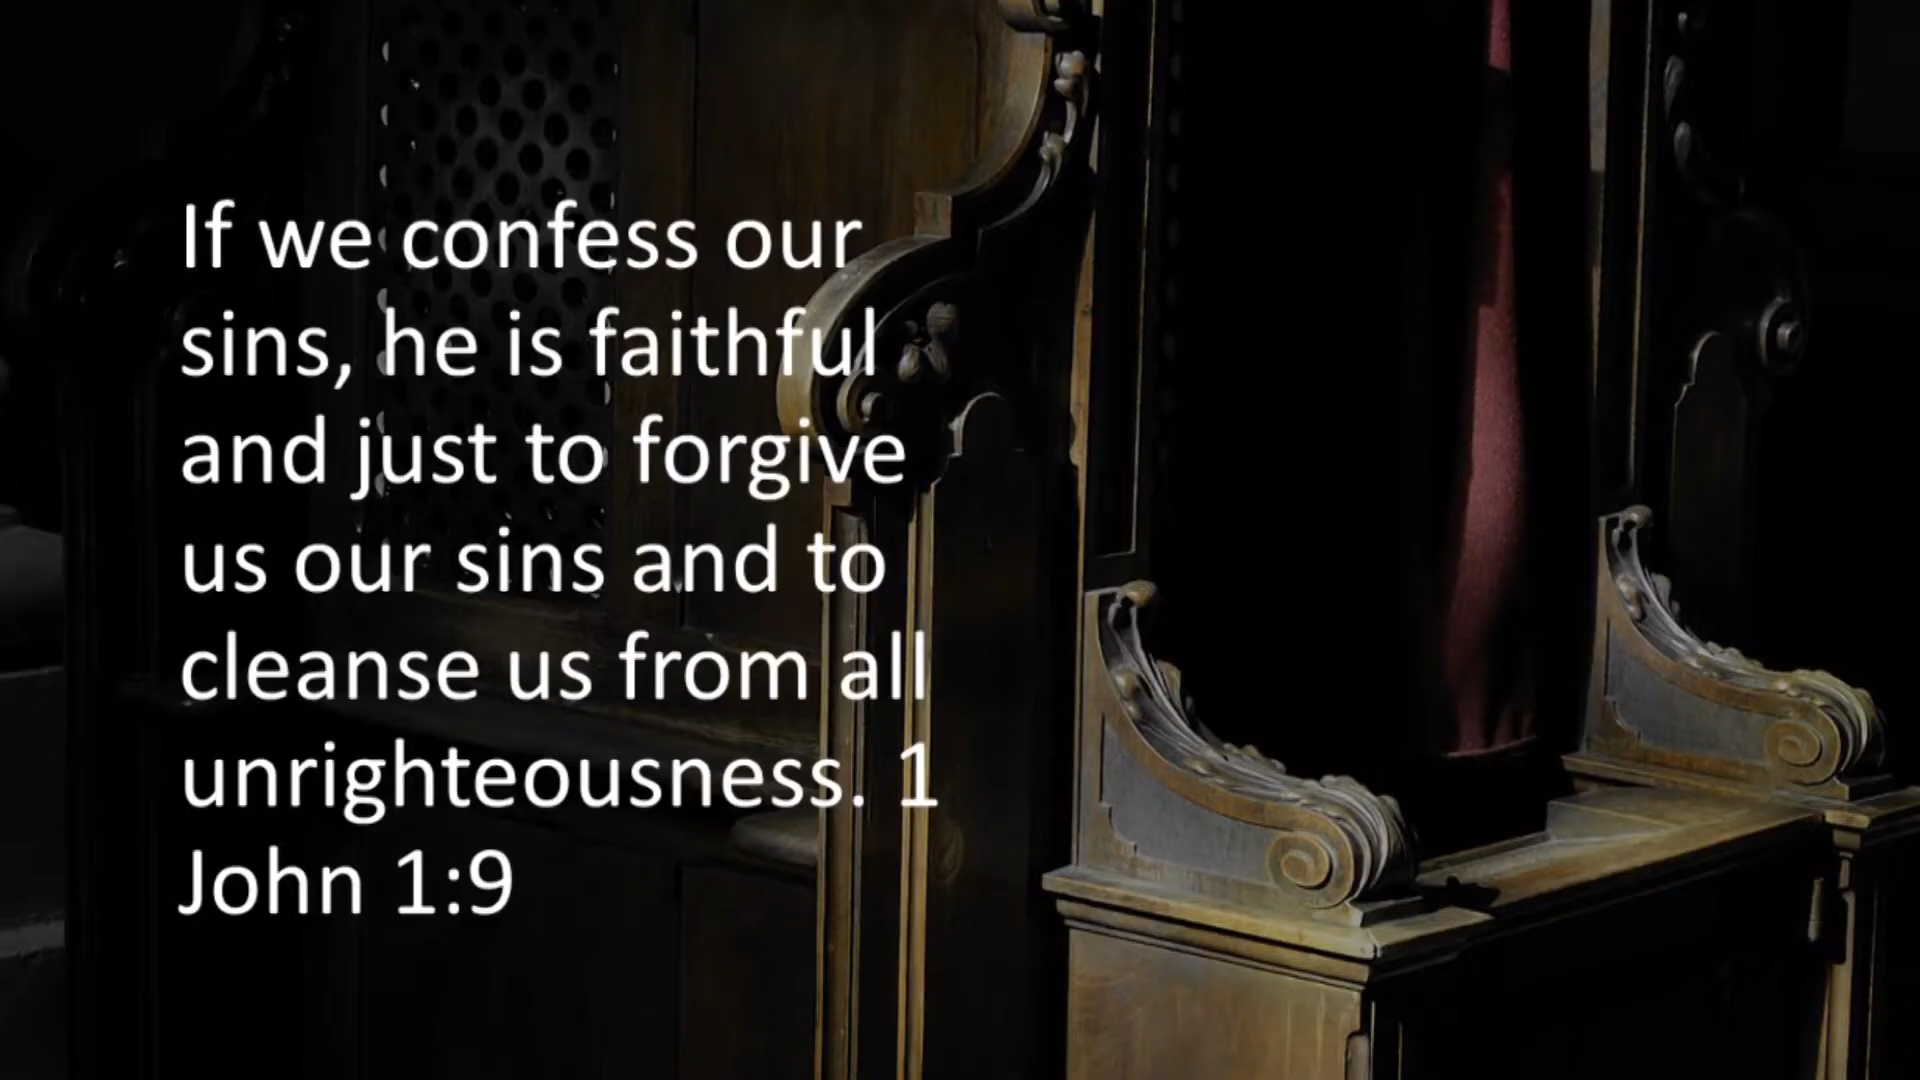 If we confess our
sins, he is faithful
and just to forgive
us our sins and to
cleanse us from all
unrighteousness. 1
John 1:9